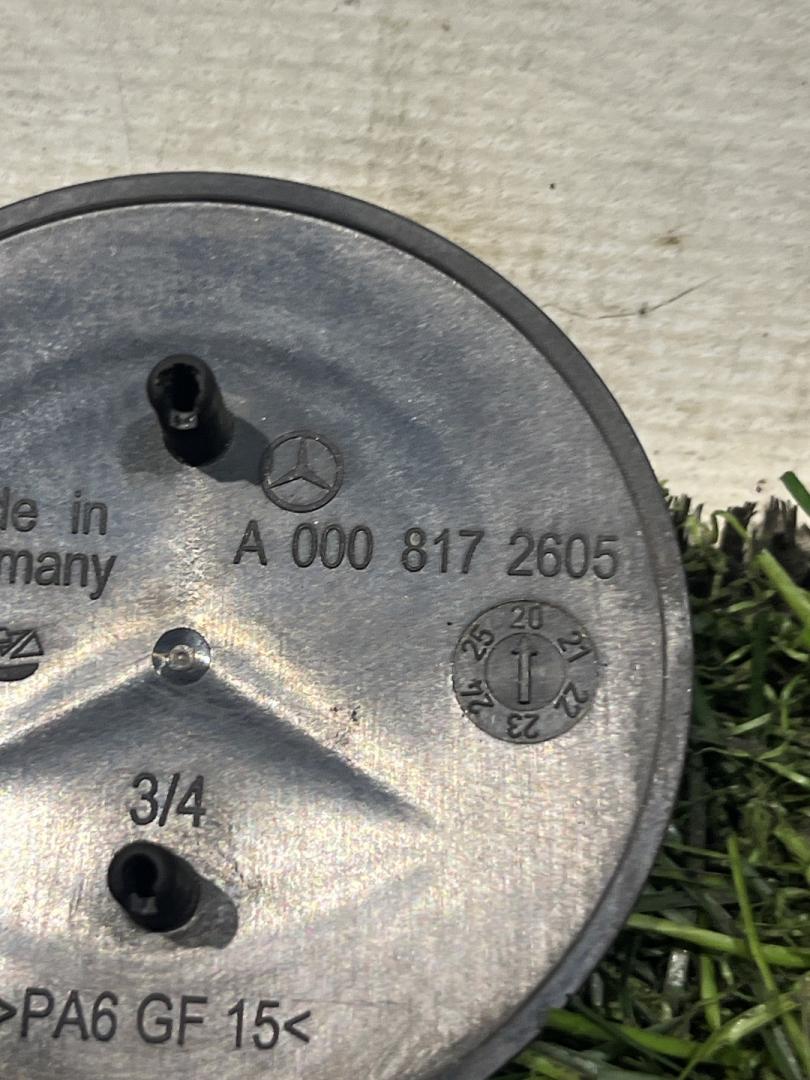 de in
many
A 000 817 2605
20
21
22
23
24
25
3/4
>PA6 GF 15<